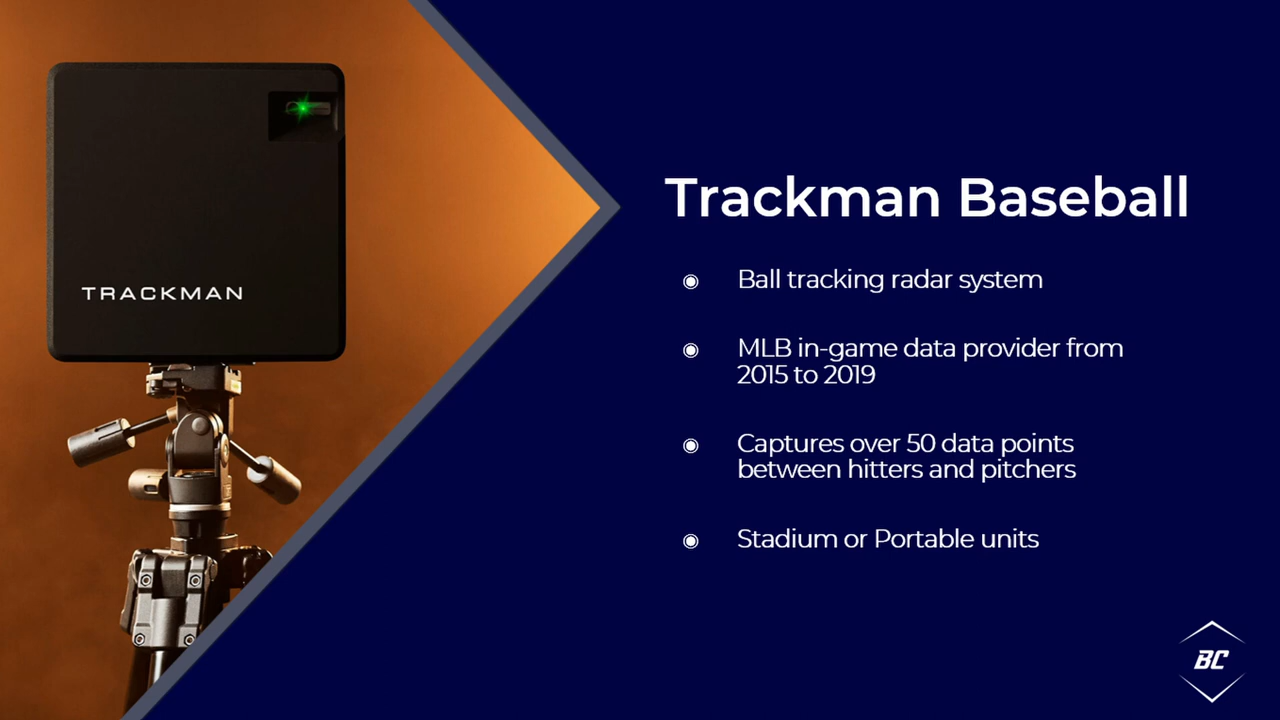 TRACKMAN
Trackman Baseball
Ball tracking radar system
MLB in-game data provider from
2015 to 2019
Captures over 50 data points
between hitters and pitchers
Stadium or Portable units
BC